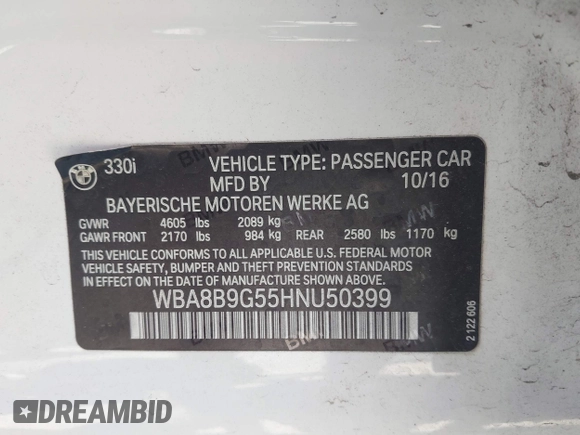 330i VEHICLE TYPE: PASSENGER CAR
MFD BY 10/16
BAYERISCHE MOTOREN WERKE AG
GVWR 4605 lbs 2089 kg
GAWR FRONT 2170 lbs 984 kg REAR 2580 lbs 1170 kg
THIS VEHICLE CONFORMS TO ALL APPLICABLE U.S. FEDERAL MOTOR
VEHICLE SAFETY, BUMPER, AND THEFT PREVENTION STANDARDS
IN EFFECT ON THE DATE OF MANUFACTURE SHOWN ABOVE.
WBA8B9G55HNU50399
2 122 606
DREAMBID